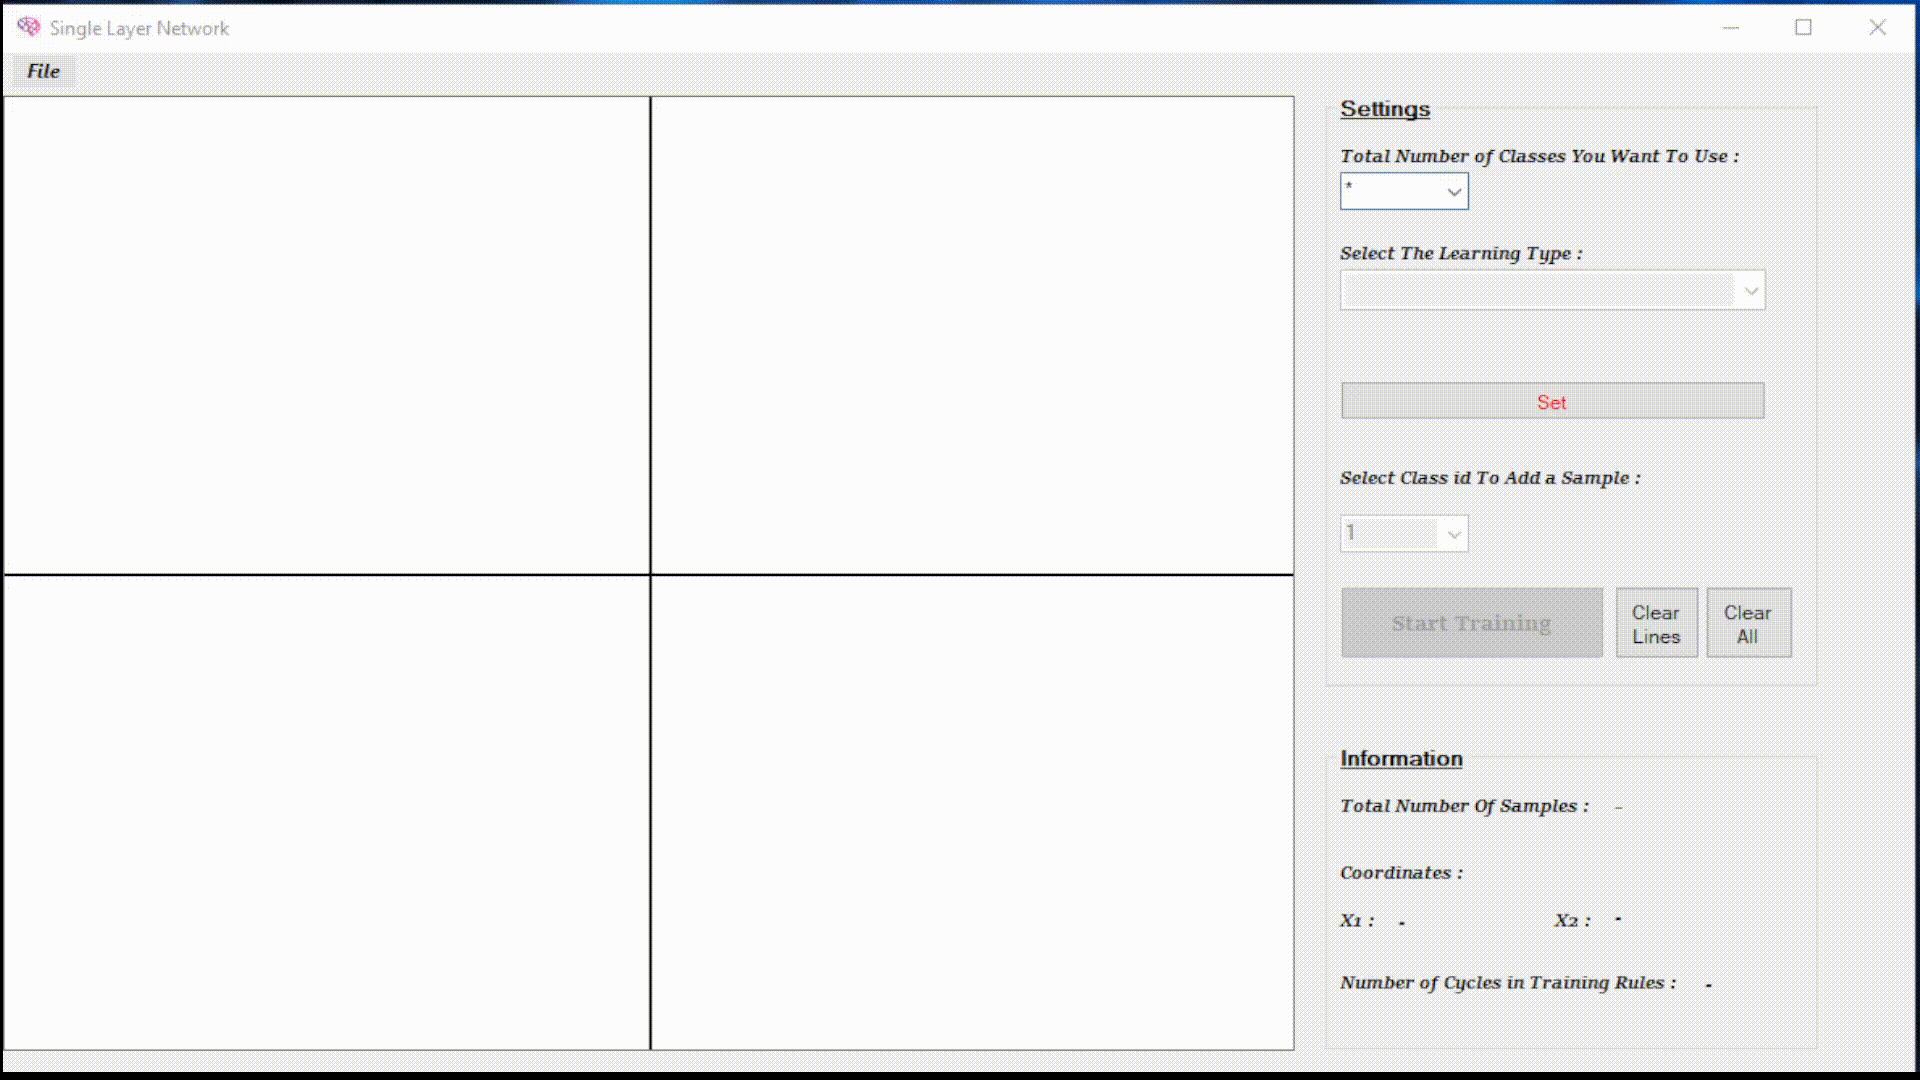 Single Layer Network
File
Settings
Total Number of Classes You Want To Use :
*
Select The Learning Type :
Set
Select Class id To Add a Sample :
1
Start Training
Clear
Lines
Clear
All
Information
Total Number Of Samples : -
Coordinates :
X1 : - X2 : -
Number of Cycles in Training Rules : -